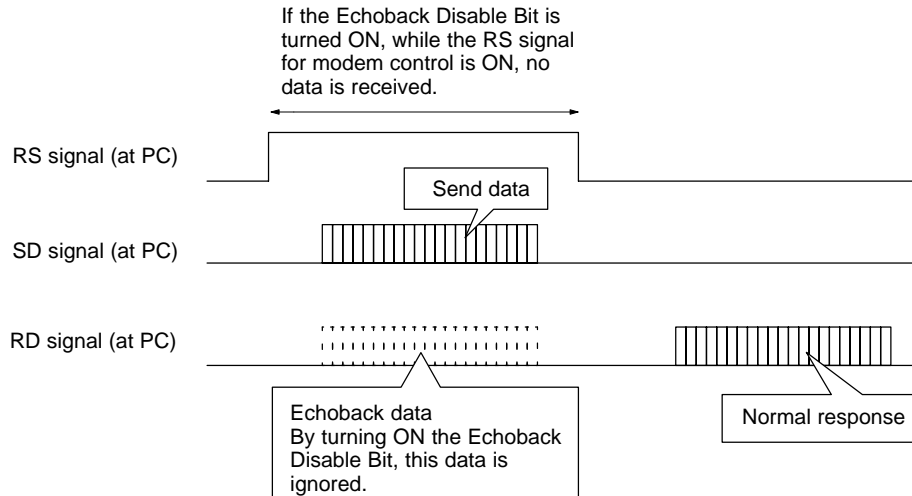 If the Echoback Disable Bit is
turned ON, while the RS signal
for modem control is ON, no
data is received.
RS signal (at PC)
Send data
SD signal (at PC)
RD signal (at PC)
Echoback data
By turning ON the Echoback
Disable Bit, this data is
ignored.
Normal response